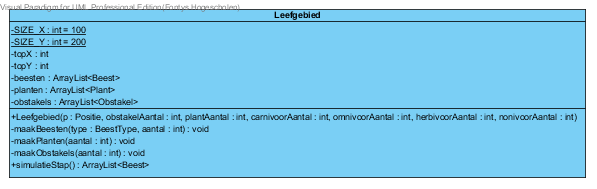 Visual Paradigm for UML Professional Edition(Fontys Hogescholen)
Leefgebied
-SIZE_X : int = 100
-SIZE_Y : int = 200
-topX : int
-topY : int
-beesten : ArrayList<Beest>
-planten : ArrayList<Plant>
-obstakels : ArrayList<Obstakel>
+Leefgebied(p : Positie, obstakelAantal : int, plantAantal : int, carnivoorAantal : int, omnivoorAantal : int, herbivoorAantal : int, nonivoorAantal : int)
-maakBeesten(type : BeestType, aantal : int) : void
-maakPlanten(aantal : int) : void
-maakObstakels(aantal : int) : void
+simulatieStap() : ArrayList<Beest>